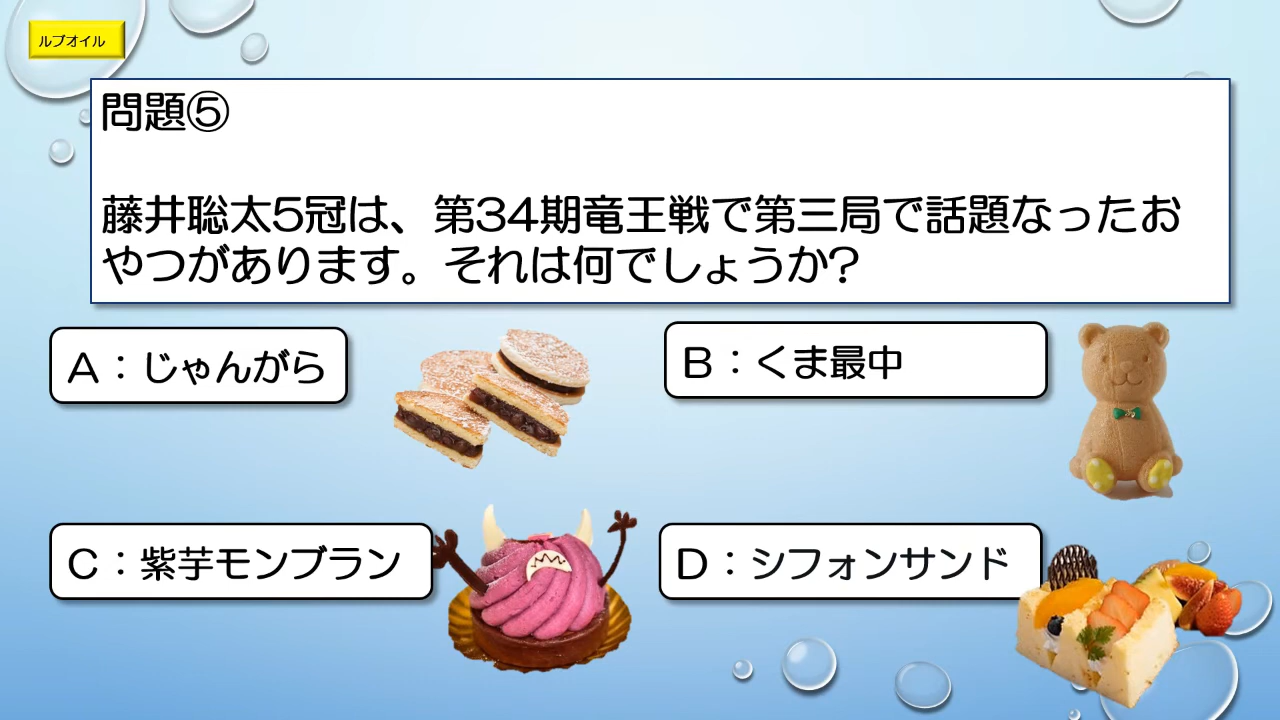 ルブオイル
問題⑤
藤井聡太5冠は、第34期竜王戦で第三局で話題なったお
やつがあります。それは何でしょうか?
A：じゃんがら
B：くま最中
C：紫芋モンブラン
D：シフォンサンド